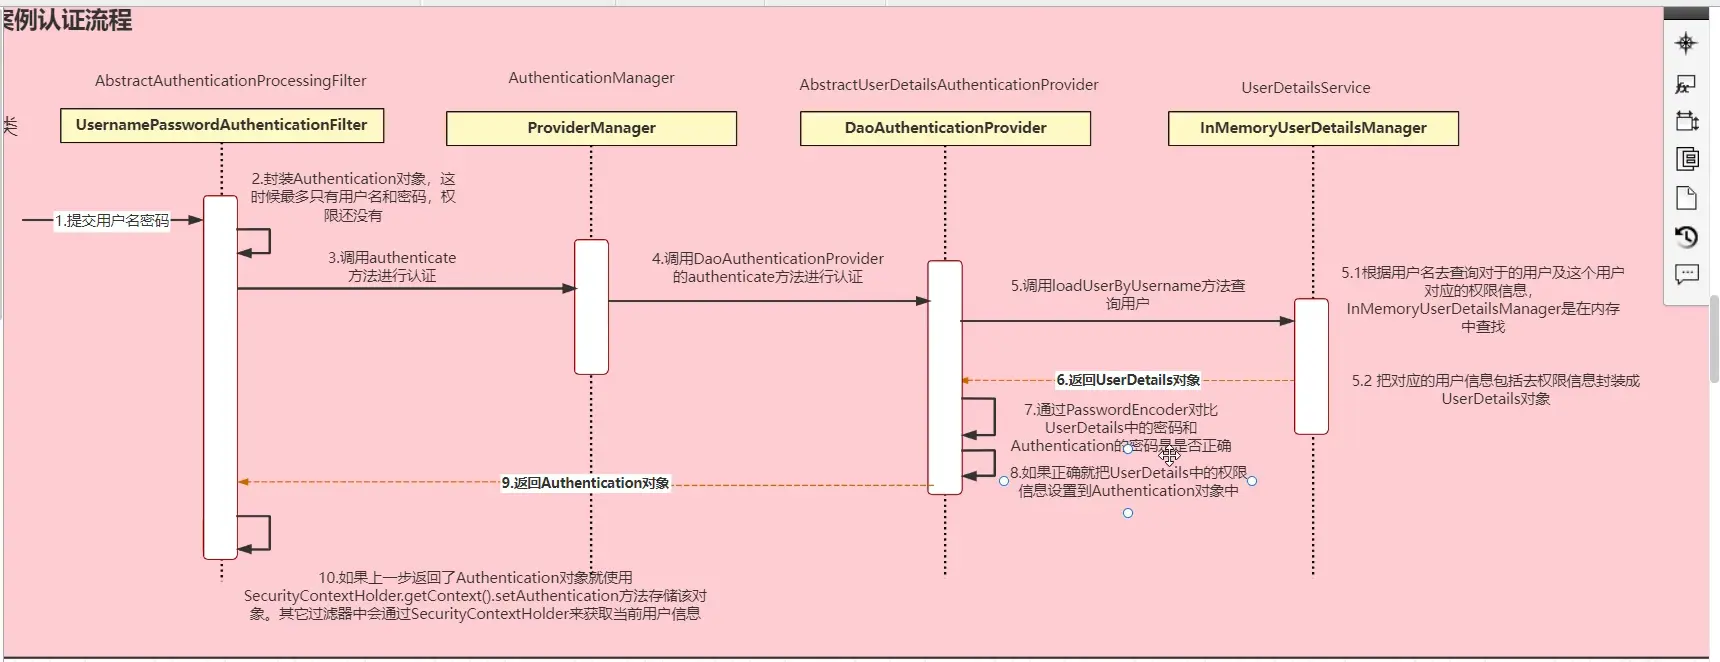 案例认证流程
AbstractAuthenticationProcessingFilter
AuthenticationManager
AbstractUserDetailsAuthenticationProvider
UserDetailsService
类
UsernamePasswordAuthenticationFilter
ProviderManager
DaoAuthenticationProvider
InMemoryUserDetailsManager
2.封装Authentication对象，这
时候最多只有用户名和密码，权
限还没有
1.提交用户名密码
3.调用authenticate
方法进行认证
4.调用DaoAuthenticationProvider
的authenticate方法进行认证
5.调用loadUserByUsername方法查
询用户
5.1根据用户名去查询对于的用户及这个用户
对应的权限信息，
InMemoryUserDetailsManager是在内存
中查找
6.返回UserDetails对象
5.2 把对应的用户信息包括去权限信息封装成
UserDetails对象
7.通过PasswordEncoder对比
UserDetails中的密码和
Authentication的密码是是否正确
8.如果正确就把UserDetails中的权限
信息设置到Authentication对象中
9.返回Authentication对象
10.如果上一步返回了Authentication对象就使用
SecurityContextHolder.getContext().setAuthentication方法存储该对
象。其它过滤器中会通过SecurityContextHolder来获取当前用户信息